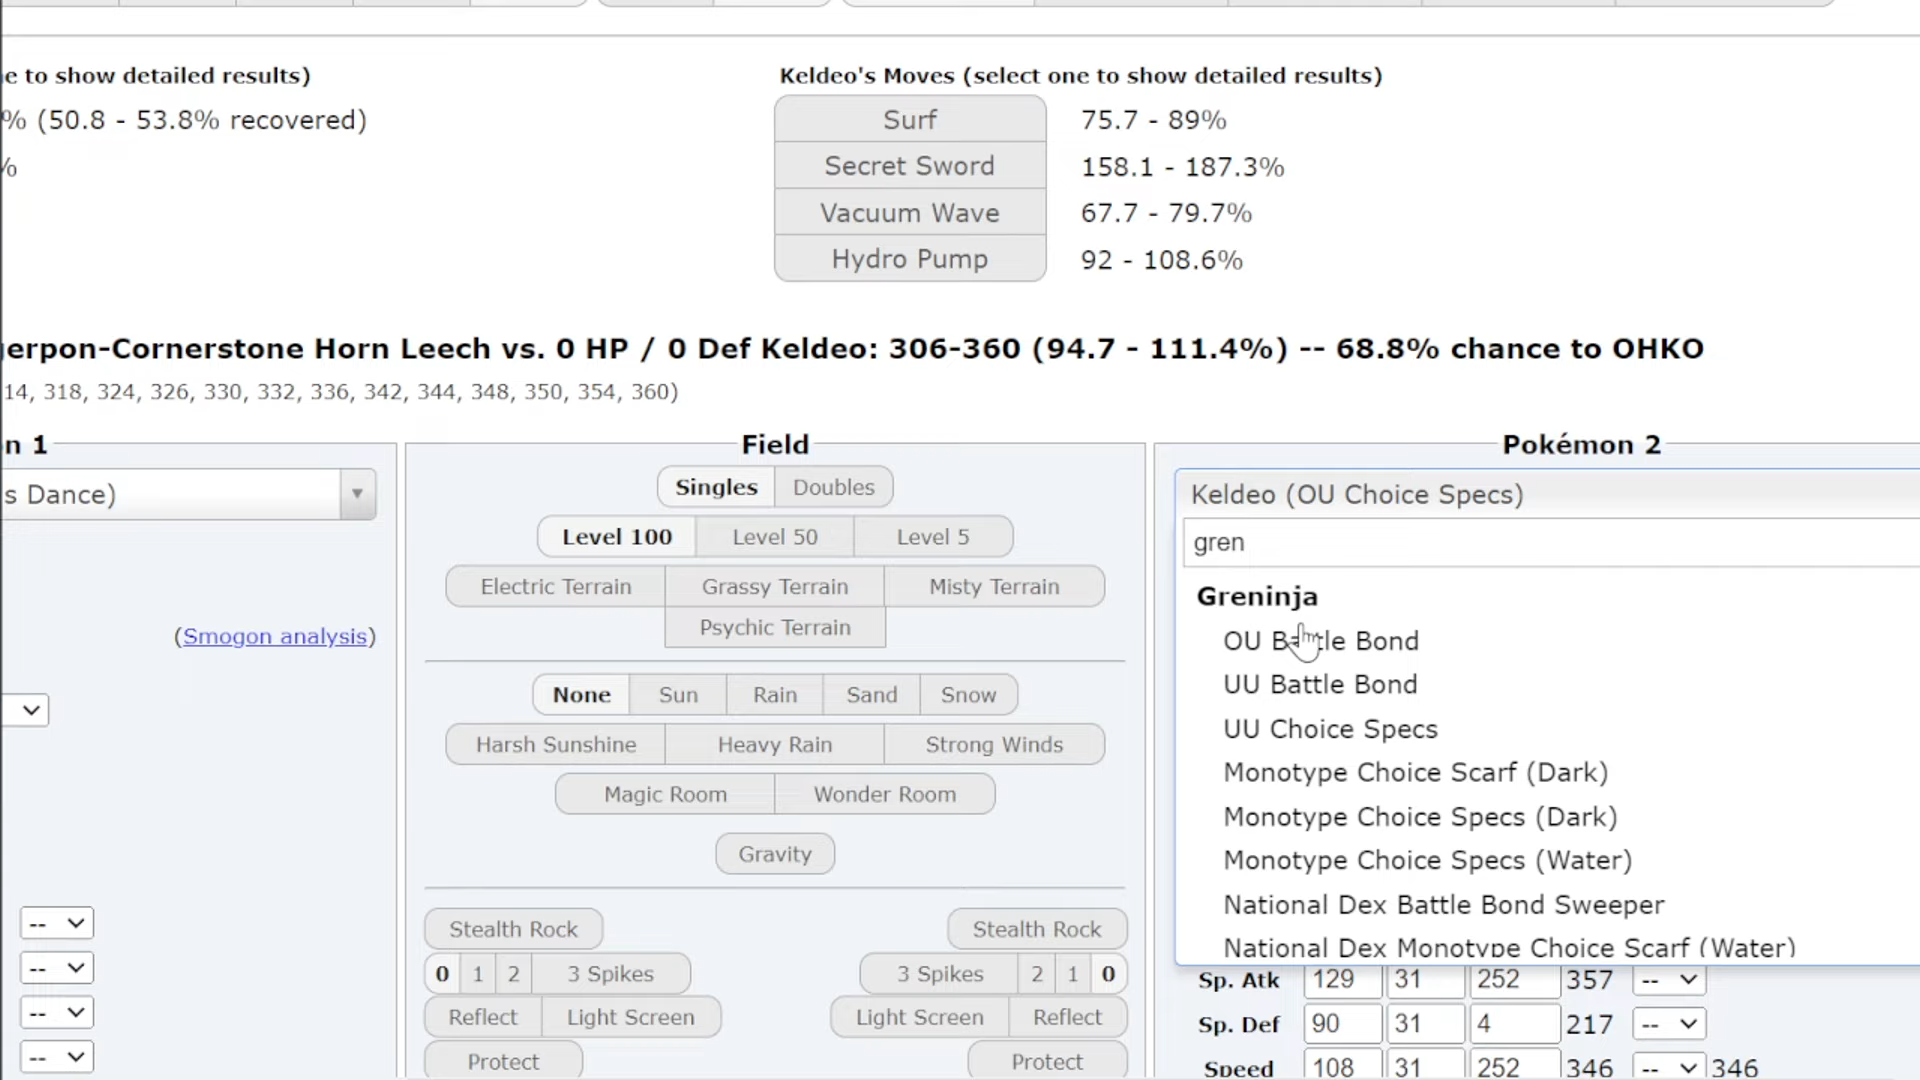 e to show detailed results)
% (50.8 - 53.8% recovered)
%
Keldeo's Moves (select one to show detailed results)
Surf 75.7 - 89%
Secret Sword 158.1 - 187.3%
Vacuum Wave 67.7 - 79.7%
Hydro Pump 92 - 108.6%
gerpon-Cornerstone Horn Leech vs. 0 HP / 0 Def Keldeo: 306-360 (94.7 - 111.4%) -- 68.8% chance to OHKO
14, 318, 324, 326, 330, 332, 336, 342, 344, 348, 350, 354, 360)
n 1
s Dance)
(Smogon analysis)
--
--
--
--
Field
Singles Doubles
Level 100 Level 50 Level 5
Electric Terrain Grassy Terrain Misty Terrain
Psychic Terrain
None Sun Rain Sand Snow
Harsh Sunshine Heavy Rain Strong Winds
Magic Room Wonder Room
Gravity
Stealth Rock Stealth Rock
0 1 2 3 Spikes 3 Spikes 2 1 0
Reflect Light Screen Light Screen Reflect
Protect Protect
Pokémon 2
Keldeo (OU Choice Specs)
gren
Greninja
OU Battle Bond
UU Battle Bond
UU Choice Specs
Monotype Choice Scarf (Dark)
Monotype Choice Specs (Dark)
Monotype Choice Specs (Water)
National Dex Battle Bond Sweeper
National Dex Monotype Choice Scarf (Water)
Sp. Atk 129 31 252 357 --
Sp. Def 90 31 4 217 --
Speed 108 31 252 346 -- 346